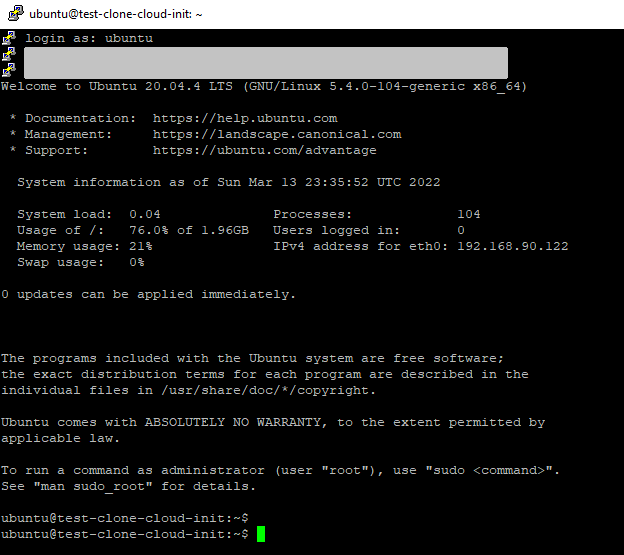 ubuntu@test-clone-cloud-init: ~
login as: ubuntu
Welcome to Ubuntu 20.04.4 LTS (GNU/Linux 5.4.0-104-generic x86_64)
* Documentation:  https://help.ubuntu.com
* Management:     https://landscape.canonical.com
* Support:        https://ubuntu.com/advantage
System information as of Sun Mar 13 23:35:52 UTC 2022
System load:  0.04              Processes:             104
Usage of /:   76.0% of 1.96GB   Users logged in:       0
Memory usage: 21%               IPv4 address for eth0: 192.168.90.122
Swap usage:   0%
0 updates can be applied immediately.
The programs included with the Ubuntu system are free software;
the exact distribution terms for each program are described in the
individual files in /usr/share/doc/*/copyright.
Ubuntu comes with ABSOLUTELY NO WARRANTY, to the extent permitted by
applicable law.
To run a command as administrator (user "root"), use "sudo <command>".
See "man sudo_root" for details.
ubuntu@test-clone-cloud-init:~$
ubuntu@test-clone-cloud-init:~$